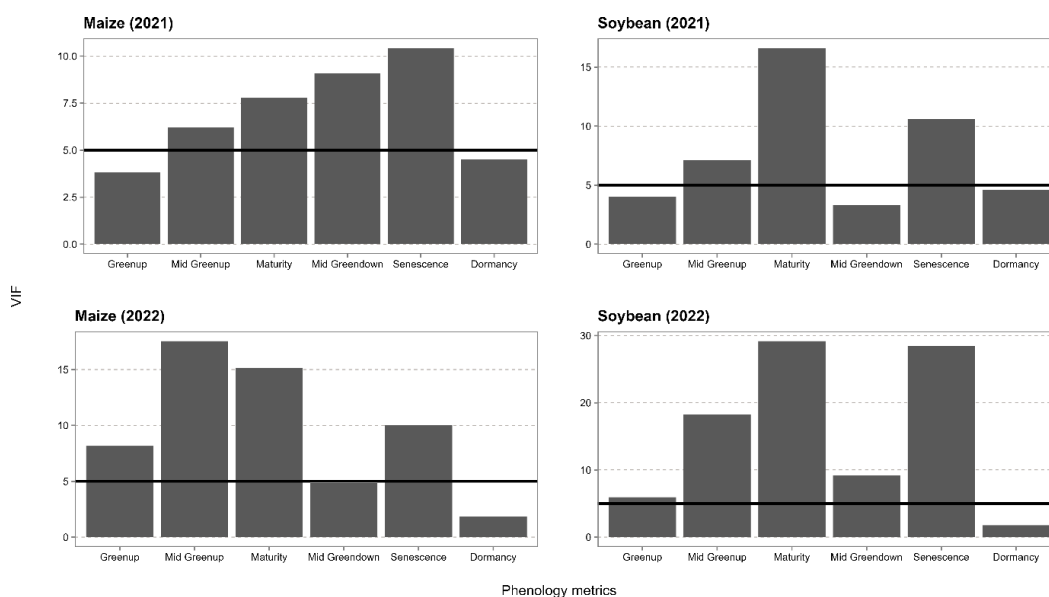 Maize (2021)
10.0
7.5
5.0
2.5
0.0
Greenup Mid Greenup Maturity Mid Greendown Senescence Dormancy
Soybean (2021)
15
10
5
0
Greenup Mid Greenup Maturity Mid Greendown Senescence Dormancy
VIF
Maize (2022)
15
10
5
0
Greenup Mid Greenup Maturity Mid Greendown Senescence Dormancy
Soybean (2022)
30
20
10
0
Greenup Mid Greenup Maturity Mid Greendown Senescence Dormancy
Phenology metrics